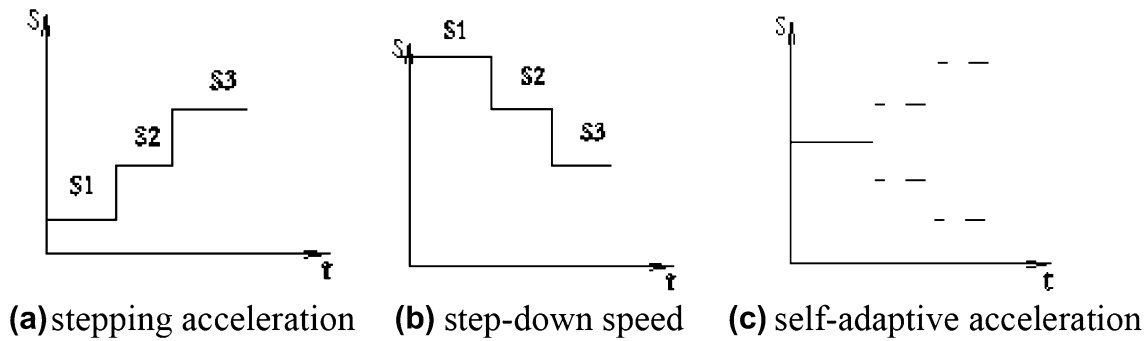 S
S1
S2
S3
t
(a) stepping acceleration
S
S1
S2
S3
t
(b) step-down speed
S
t
(c) self-adaptive acceleration